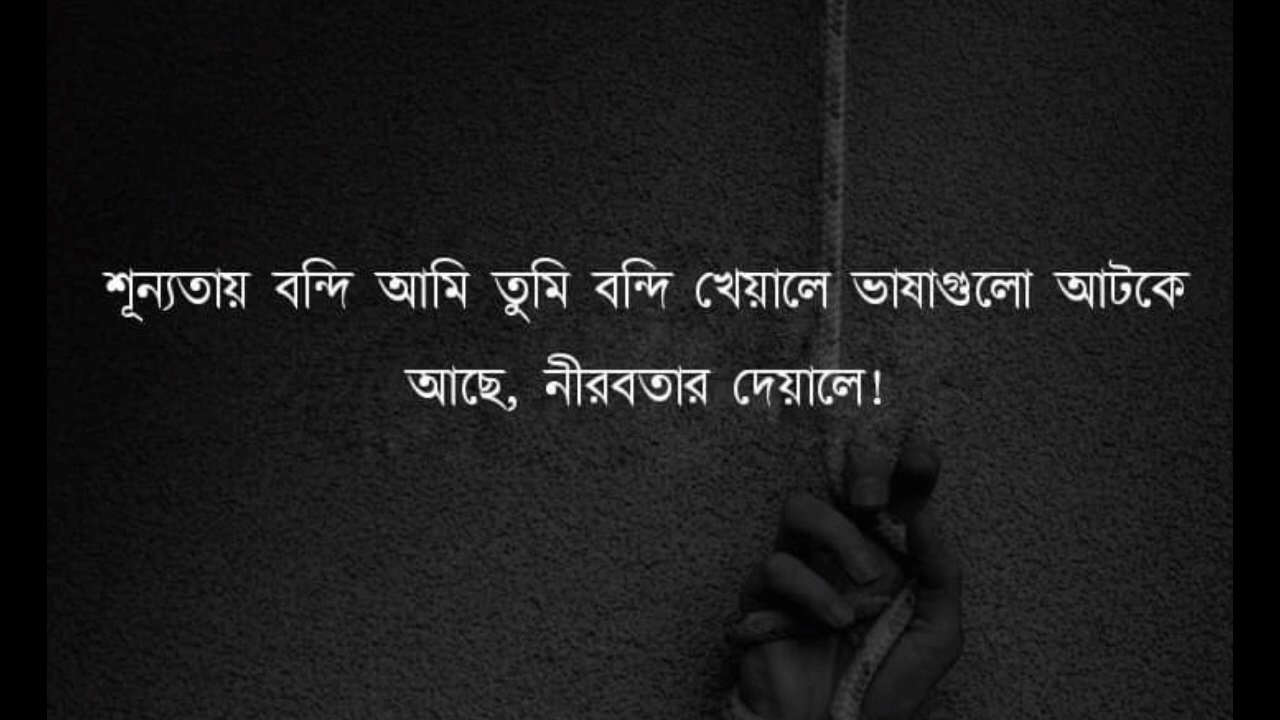 শূন্যতায় বন্দি আমি তুমি বন্দি খেয়ালে ভাষাগুলো আটকে
আছে, নীরবতার দেয়ালে!